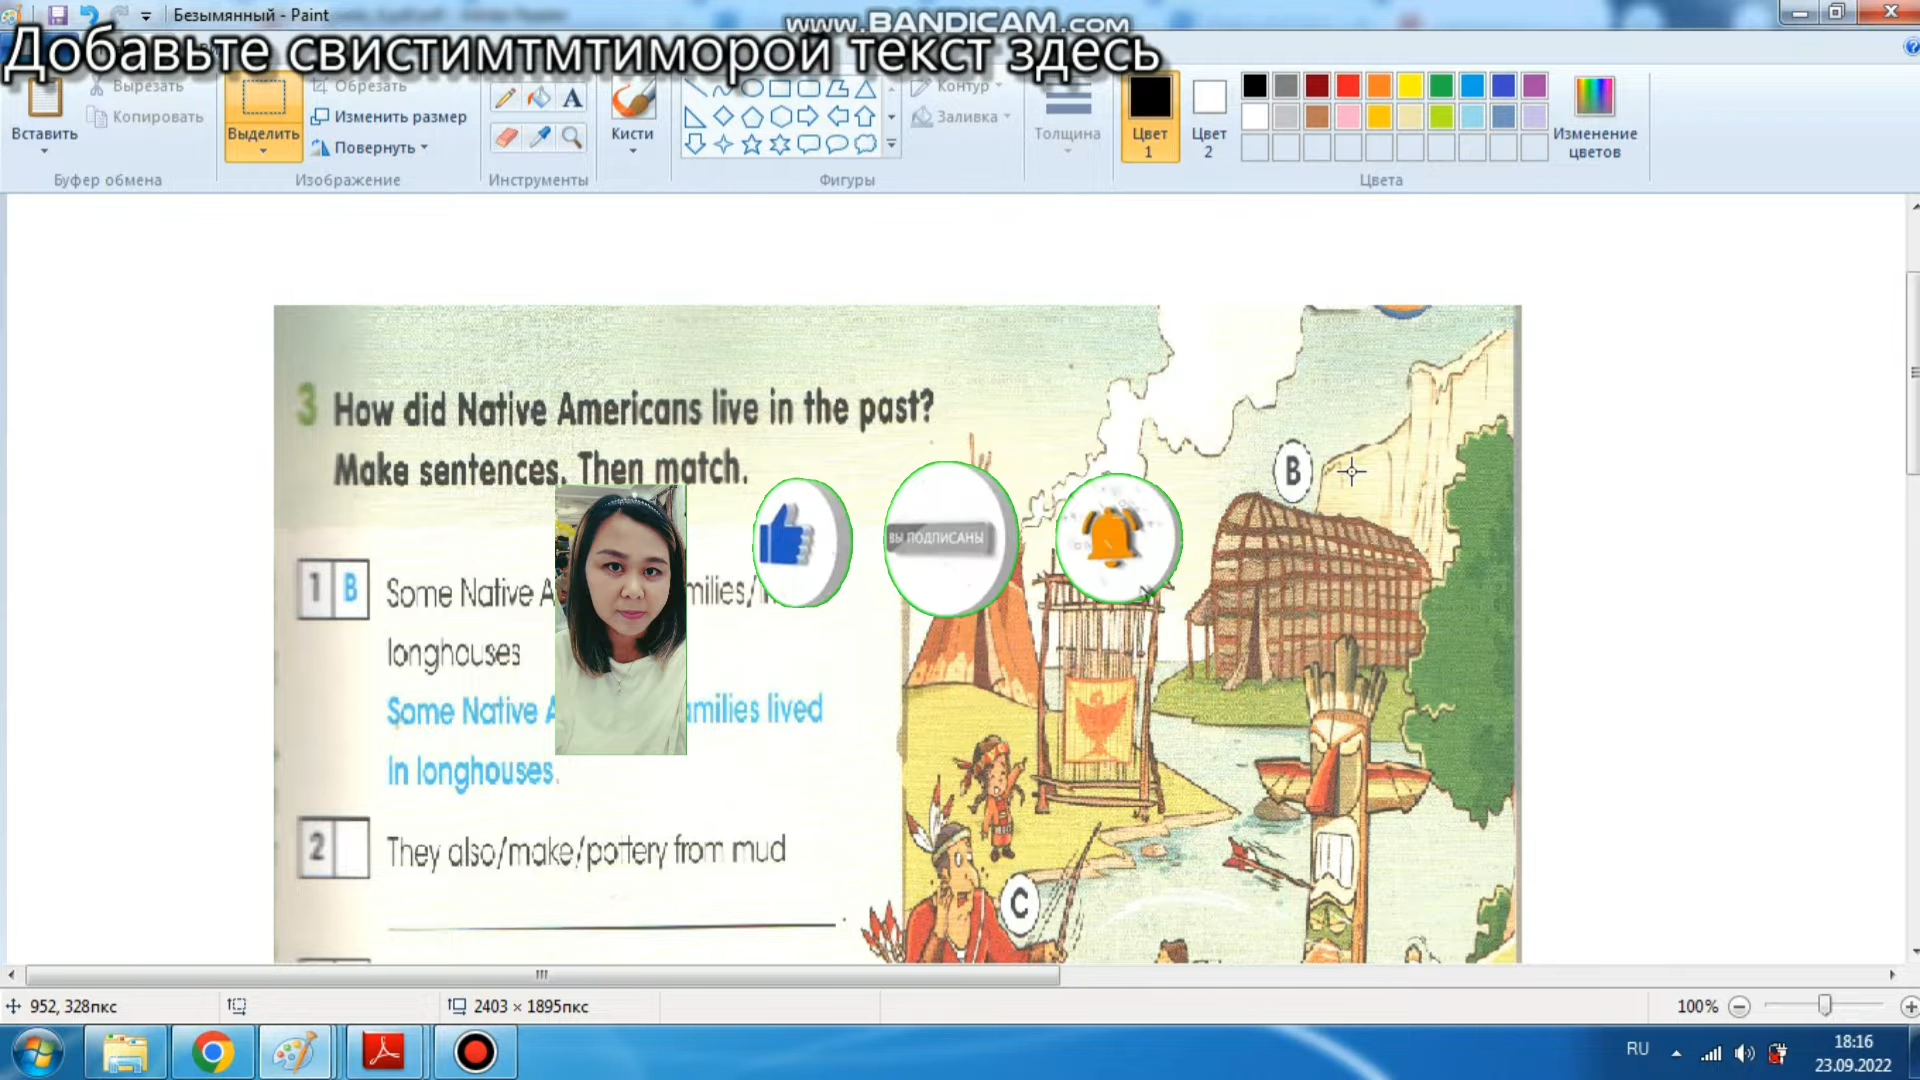 Безымянный - Paint
www.BANDICAM.com
Добавьте свистимтмтиморой текст здесь
Вставить
Вырезать
Копировать
Буфер обмена
Выделить
Обрезать
Изменить размер
Повернуть
Изображение
A
Инструменты
Кисти
Контур
Заливка
Фигуры
Толщина
Цвет 1
Цвет 2
Изменение цветов
Цвета
3 How did Native Americans live in the past?
Make sentences. Then match.
B
ВЫ ПОДПИСАНЫ
1 B Some Native A milies/
longhouses
Some Native A amilies lived
in longhouses.
2 They also/make/pottery from mud
C
952, 328пкс
2403 × 1895пкс
100%
RU
18:16
23.09.2022